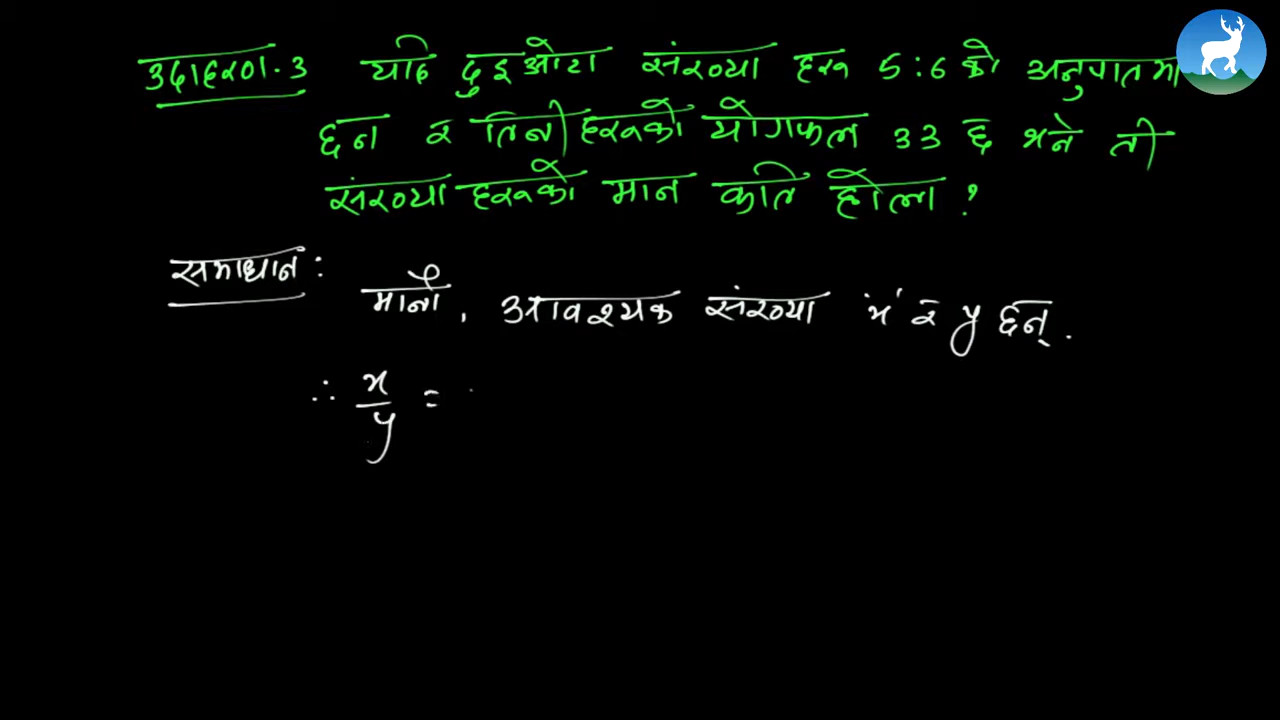 उदाहरण.3 यदि दुइओटा संख्या हरू 5:6 को अनुपातमा
छन र तिनीहरूको योगफल 33 छ भने ती
संख्याहरूको मान कति होला ?
समाधान :
मानौ , आवश्यक संख्या 'x' र y छन् .
∴ x/y =